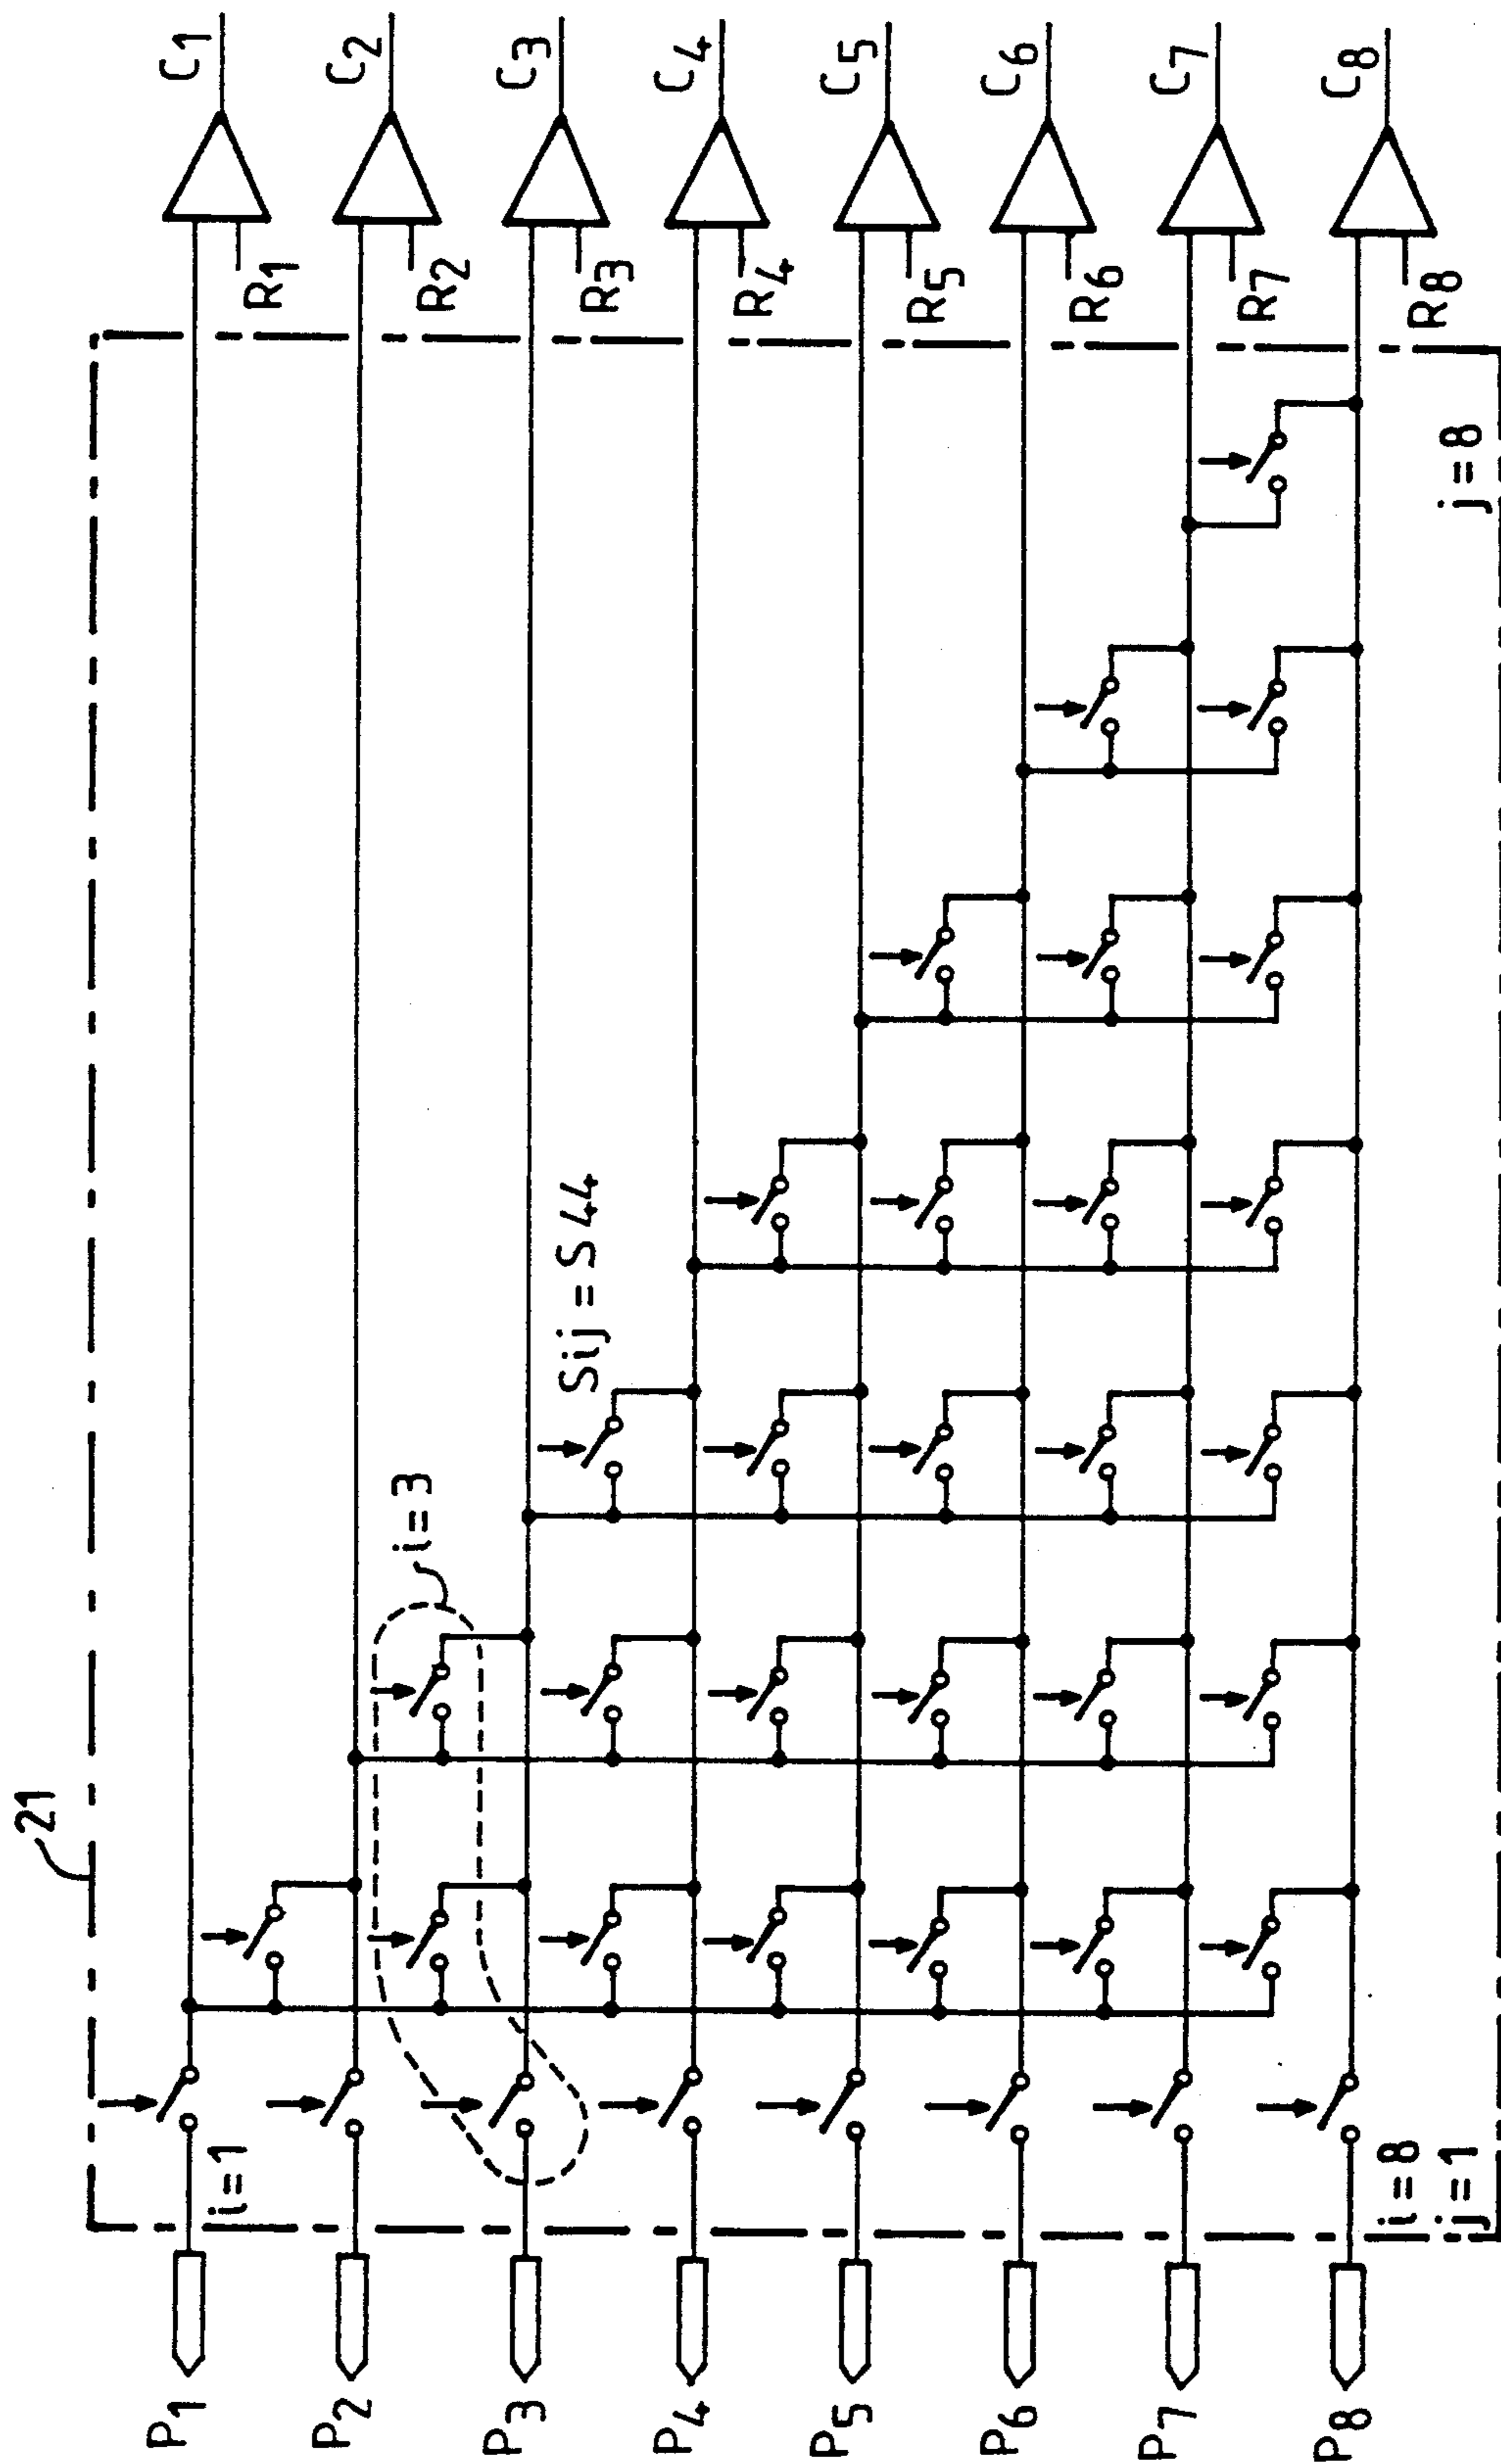 21
P1
P2
P3
P4
P5
P6
P7
P8
i=1
i=3
Sij = S44
i=8
j=1
j=8
R1
R2
R3
R4
R5
R6
R7
R8
C1
C2
C3
C4
C5
C6
C7
C8